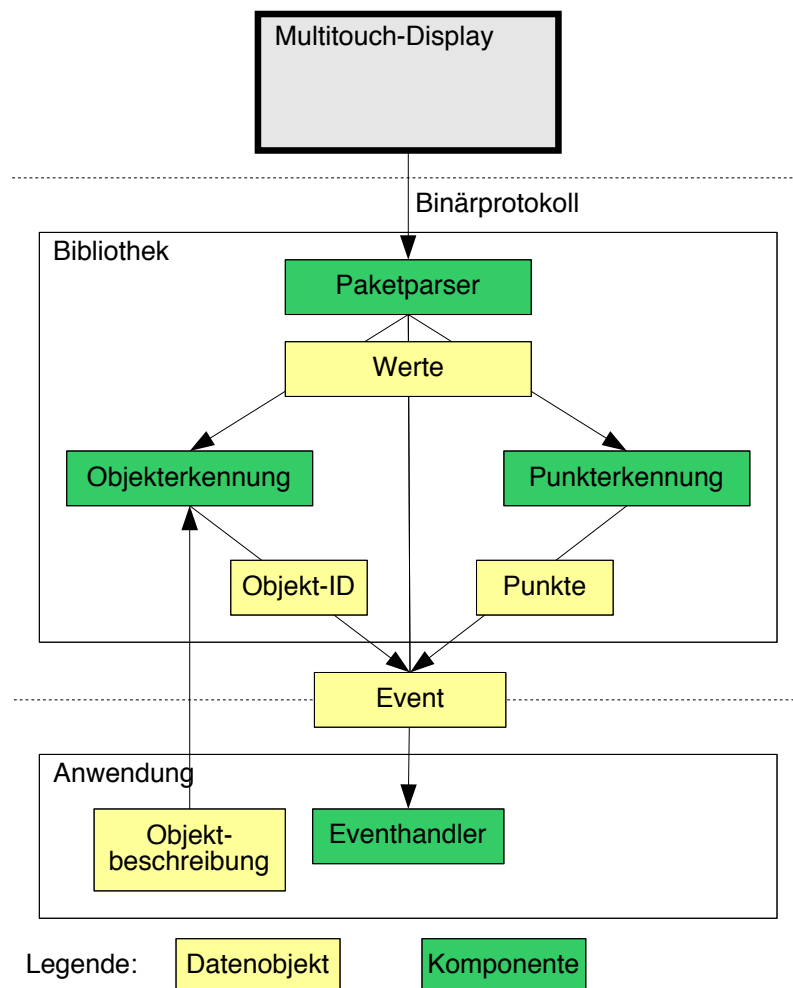 Multitouch-Display
Binärprotokoll
Bibliothek
Paketparser
Werte
Objekterkennung
Punkterkennung
Objekt-ID
Punkte
Event
Anwendung
Objekt-
beschreibung
Eventhandler
Legende:
Datenobjekt
Komponente